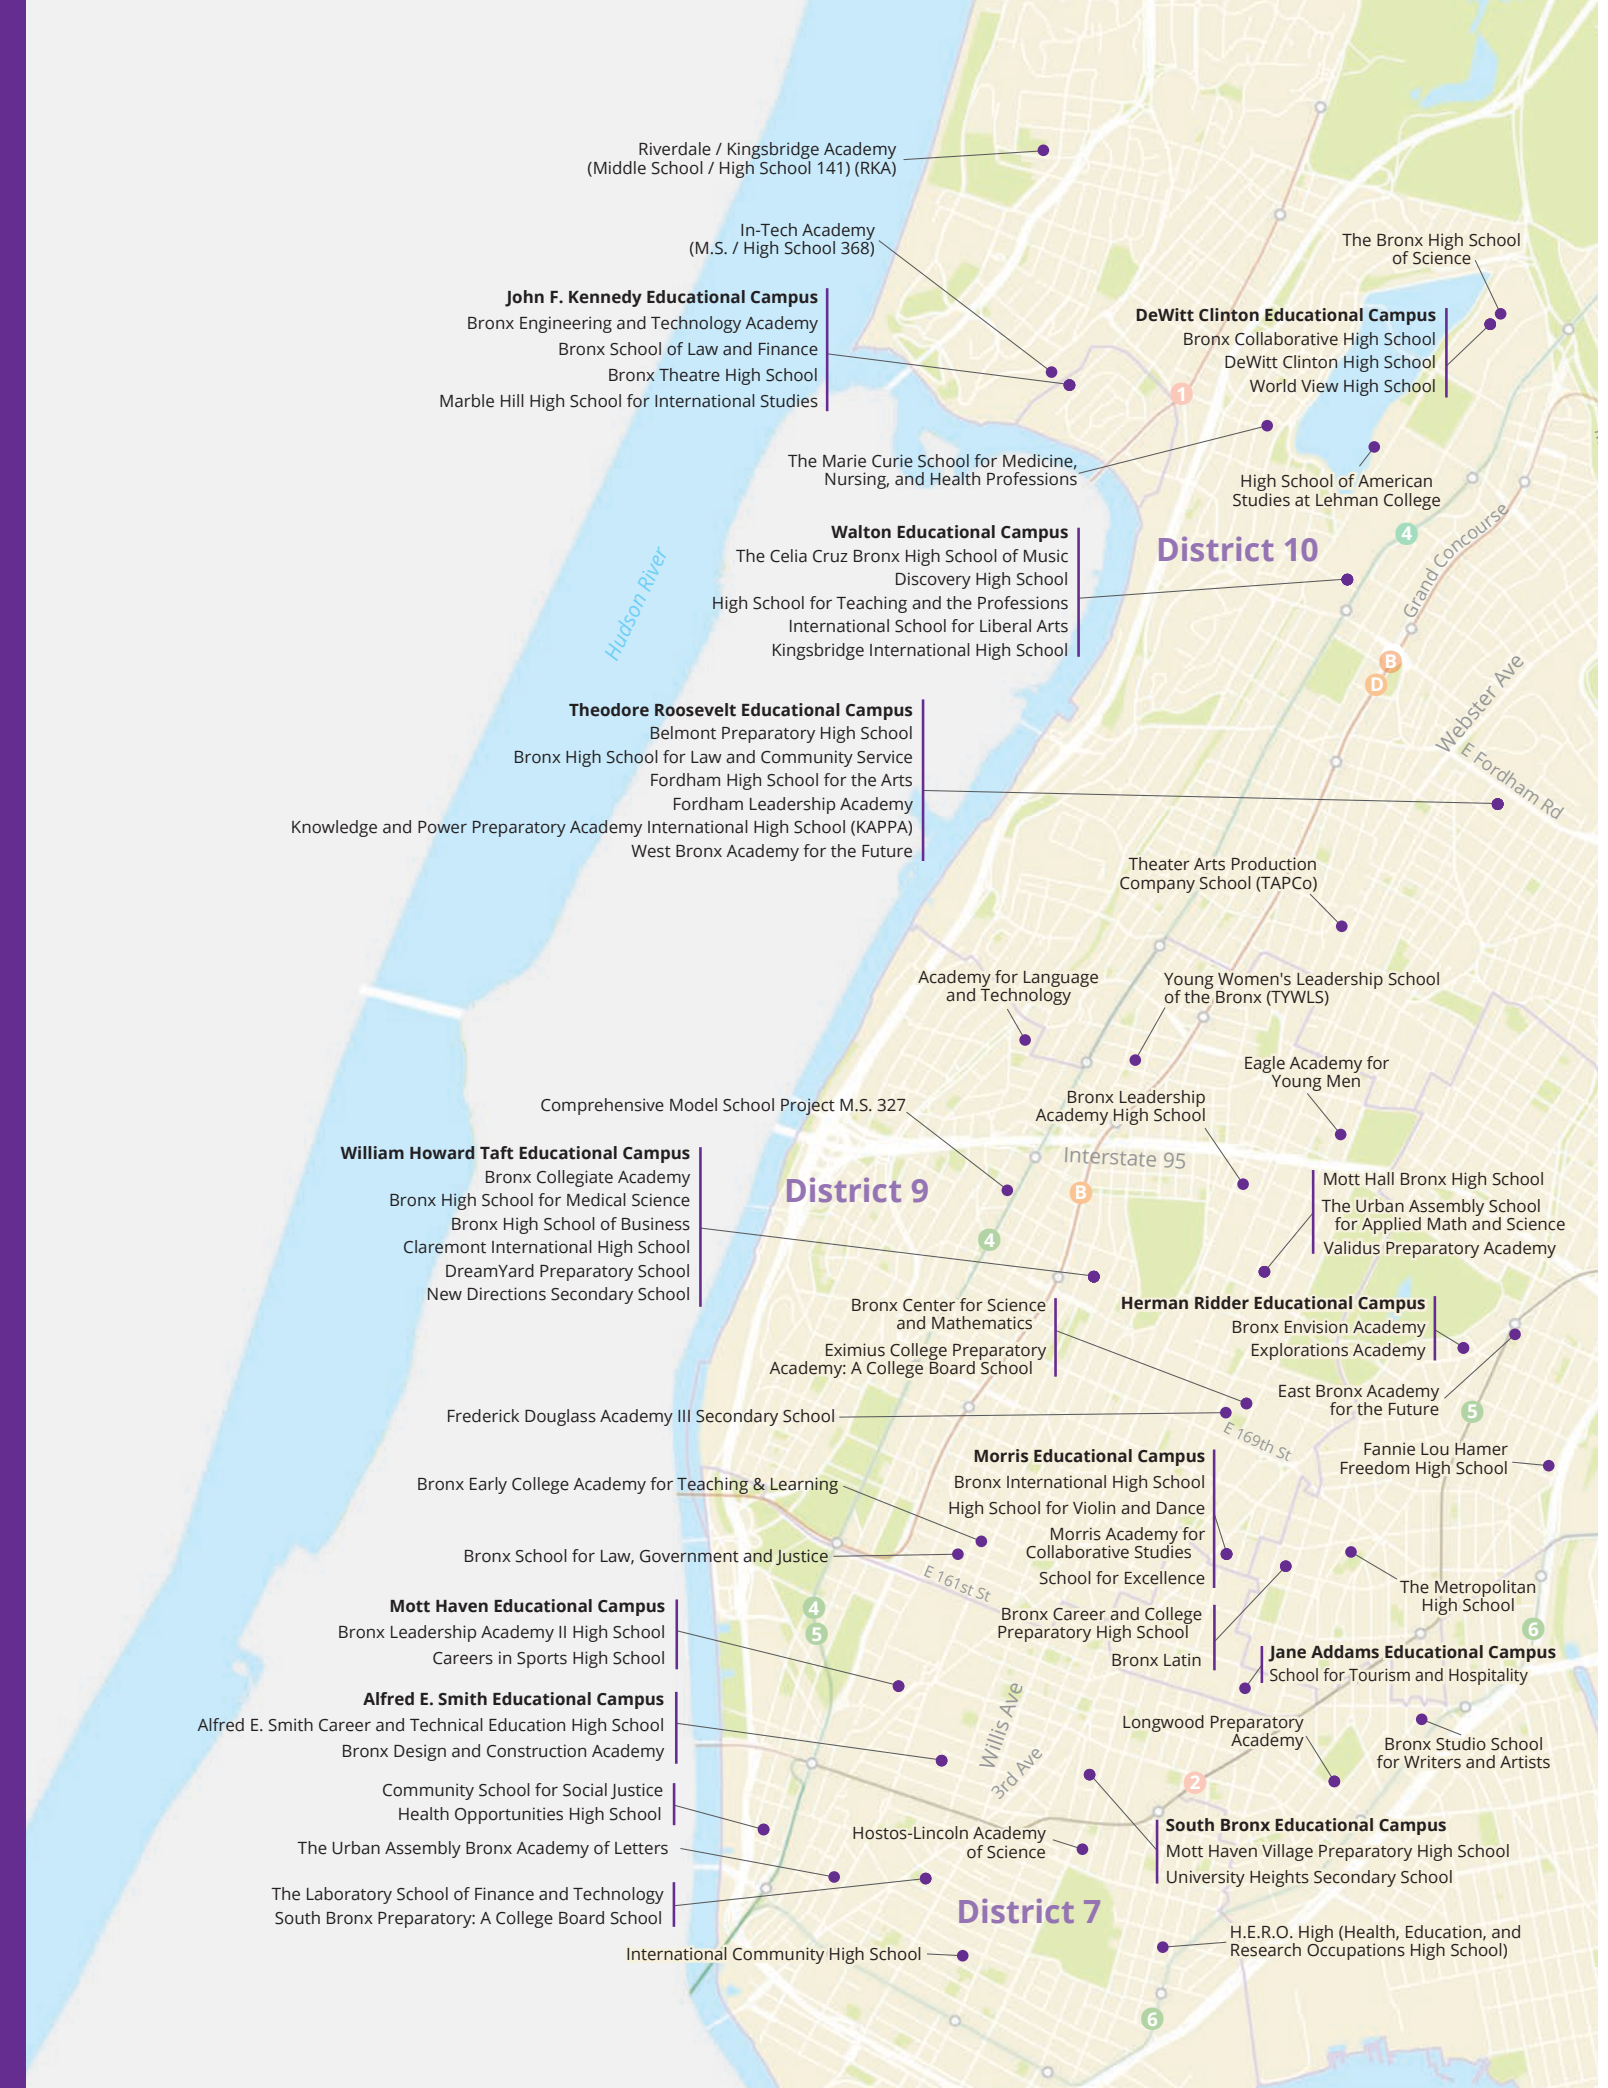 Riverdale / Kingsbridge Academy
(Middle School / High School 141) (RKA)
In-Tech Academy
(M.S. / High School 368)
The Bronx High School
of Science
John F. Kennedy Educational Campus
Bronx Engineering and Technology Academy
Bronx School of Law and Finance
Bronx Theatre High School
Marble Hill High School for International Studies
DeWitt Clinton Educational Campus
Bronx Collaborative High School
DeWitt Clinton High School
World View High School
1
The Marie Curie School for Medicine,
Nursing, and Health Professions
High School of American
Studies at Lehman College
Walton Educational Campus
The Celia Cruz Bronx High School of Music
Discovery High School
High School for Teaching and the Professions
International School for Liberal Arts
Kingsbridge International High School
District 10
4
Grand Concourse
Hudson River
B
D
Webster Ave
E Fordham Rd
Theodore Roosevelt Educational Campus
Belmont Preparatory High School
Bronx High School for Law and Community Service
Fordham High School for the Arts
Fordham Leadership Academy
Knowledge and Power Preparatory Academy International High School (KAPPA)
West Bronx Academy for the Future
Theater Arts Production
Company School (TAPCo)
Academy for Language
and Technology
Young Women's Leadership School
of the Bronx (TYWLS)
Eagle Academy for
Young Men
Comprehensive Model School Project M.S. 327
Bronx Leadership
Academy High School
Interstate 95
William Howard Taft Educational Campus
Bronx Collegiate Academy
Bronx High School for Medical Science
Bronx High School of Business
Claremont International High School
DreamYard Preparatory School
New Directions Secondary School
District 9
B
4
Mott Hall Bronx High School
The Urban Assembly School
for Applied Math and Science
Validus Preparatory Academy
Bronx Center for Science
and Mathematics
Eximius College Preparatory
Academy: A College Board School
Herman Ridder Educational Campus
Bronx Envision Academy
Explorations Academy
East Bronx Academy
for the Future
5
Frederick Douglass Academy III Secondary School
E 169th St
Fannie Lou Hamer
Freedom High School
Bronx Early College Academy for Teaching & Learning
Morris Educational Campus
Bronx International High School
High School for Violin and Dance
Morris Academy for
Collaborative Studies
School for Excellence
Bronx School for Law, Government and Justice
E 161st St
The Metropolitan
High School
4
5
6
Mott Haven Educational Campus
Bronx Leadership Academy II High School
Careers in Sports High School
Bronx Career and College
Preparatory High School
Bronx Latin
Jane Addams Educational Campus
School for Tourism and Hospitality
Alfred E. Smith Educational Campus
Alfred E. Smith Career and Technical Education High School
Bronx Design and Construction Academy
Willis Ave
3rd Ave
Longwood Preparatory
Academy
Bronx Studio School
for Writers and Artists
2
Community School for Social Justice
Health Opportunities High School
The Urban Assembly Bronx Academy of Letters
Hostos-Lincoln Academy
of Science
South Bronx Educational Campus
Mott Haven Village Preparatory High School
University Heights Secondary School
The Laboratory School of Finance and Technology
South Bronx Preparatory: A College Board School
District 7
International Community High School
H.E.R.O. High (Health, Education, and
Research Occupations High School)
6